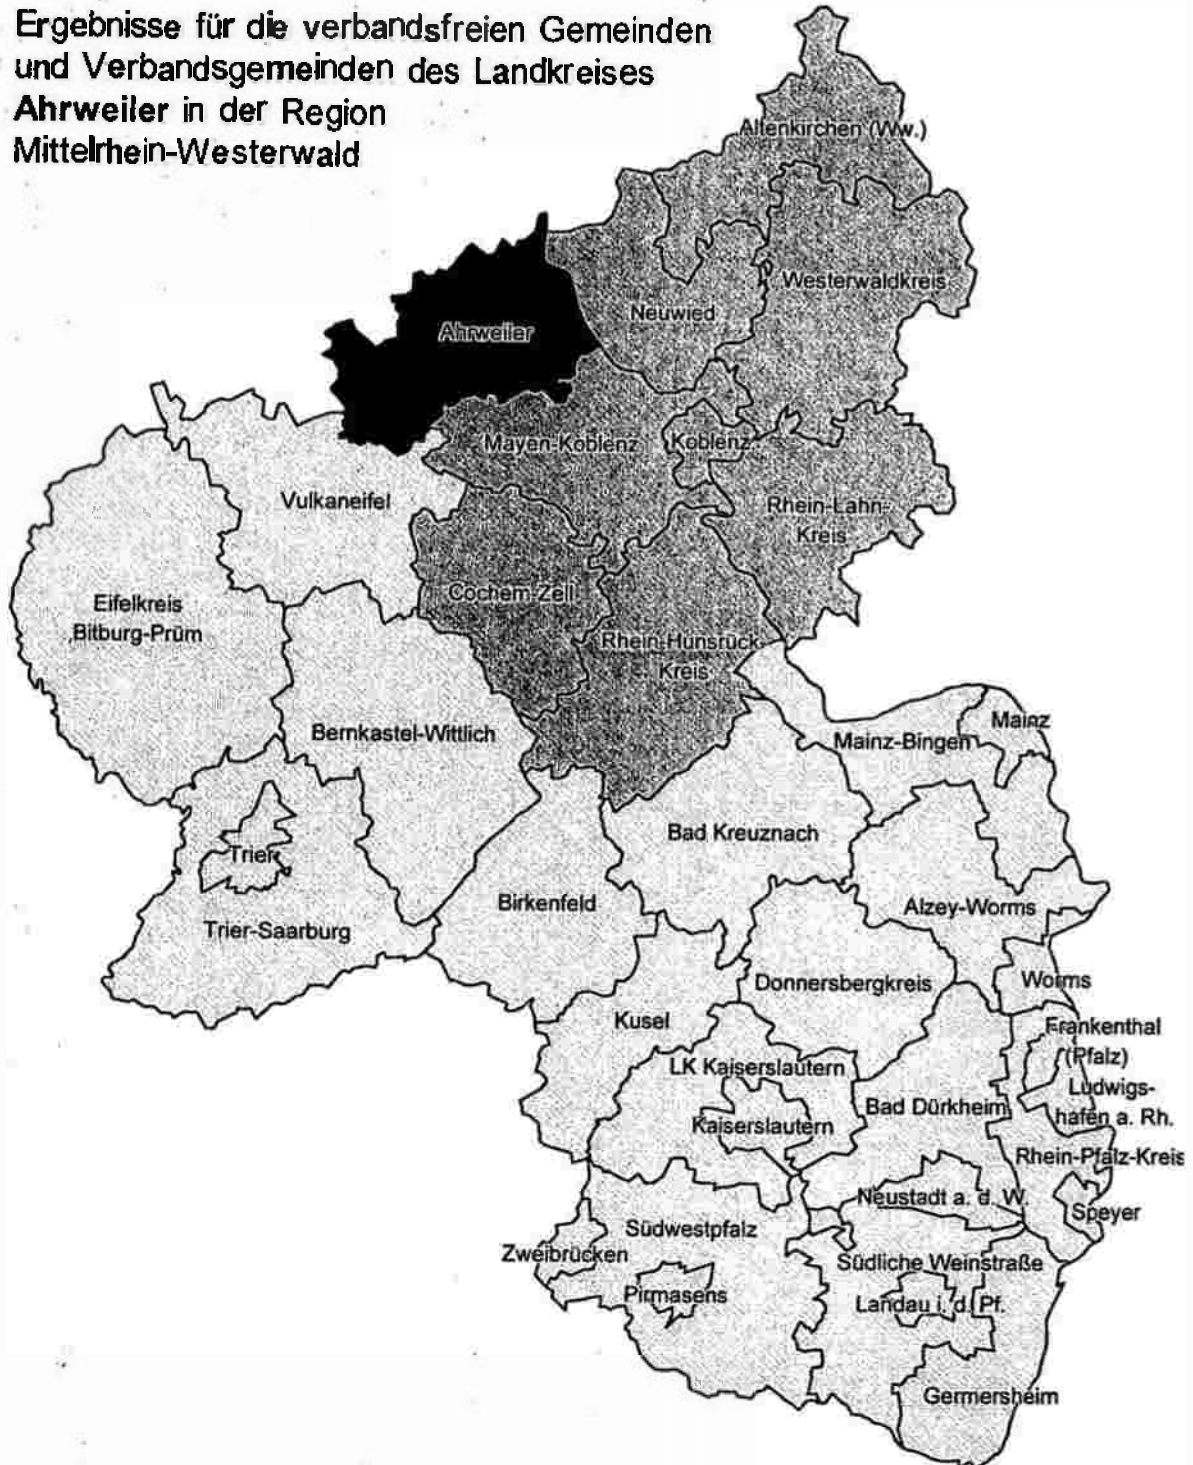 Ergebnisse für die verbandsfreien Gemeinden
und Verbandsgemeinden des Landkreises
Ahrweiler in der Region
Mittelrhein-Westerwald
Altenkirchen (Ww.)
Westerwaldkreis
Neuwied
Ahrweiler
Mayen-Koblenz
Koblenz
Vulkaneifel
Rhein-Lahn-
Kreis
Cochem-Zell
Eifelkreis
Bitburg-Prüm
Rhein-Hunsrück-
Kreis
Bernkastel-Wittlich
Mainz
Mainz-Bingen
Bad Kreuznach
Trier
Birkenfeld
Alzey-Worms
Trier-Saarburg
Donnersbergkreis
Worms
Kusel
Frankenthal
(Pfalz)
LK Kaiserslautern
Ludwigs-
hafen a. Rh.
Bad Dürkheim
Kaiserslautern
Rhein-Pfalz-Kreis
Neustadt a. d. W.
Speyer
Südwestpfalz
Zweibrücken
Südliche Weinstraße
Pirmasens
Landau i. d. Pf.
Germersheim